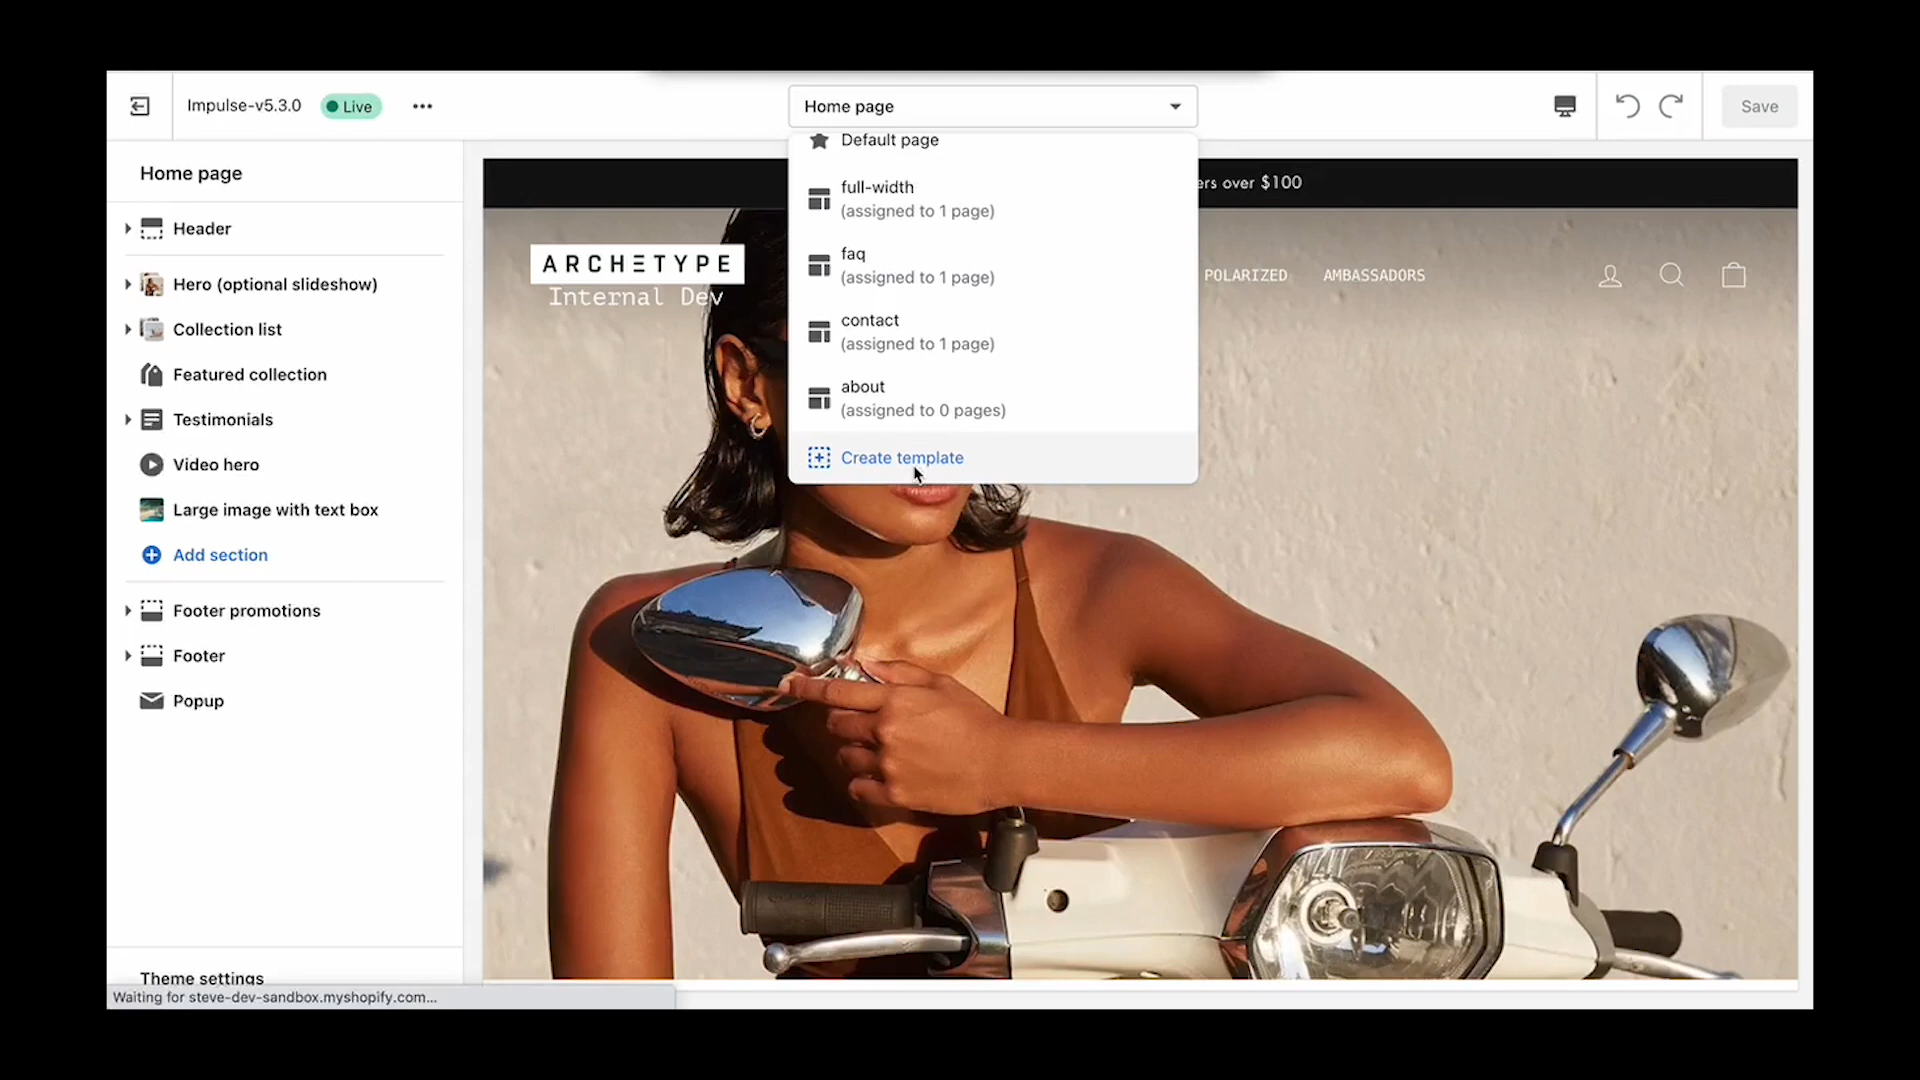 Impulse-v5.3.0
Live
Home page
Save
Home page
Header
Hero (optional slideshow)
Collection list
Featured collection
Testimonials
Video hero
Large image with text box
Add section
Footer promotions
Footer
Popup
Theme settings
Waiting for steve-dev-sandbox.myshopify.com...
Default page
full-width
(assigned to 1 page)
faq
(assigned to 1 page)
contact
(assigned to 1 page)
about
(assigned to 0 pages)
Create template
over $100
ARCHETYPE
Internal Dev
POLARIZED
AMBASSADORS